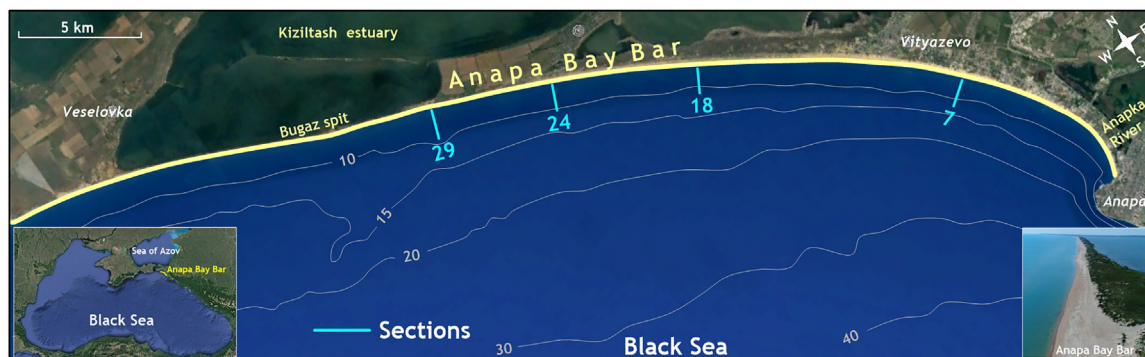 5 km
Kiziltash estuary
Anapa Bay Bar
Vityazevo
N
W
E
S
Veselovka
Bugaz spit
29
24
18
7
Anapka
River
Anapa
10
15
20
30
40
Sea of Azov
Anapa Bay Bar
Black Sea
Sections
Black Sea
Anapa Bay Bar